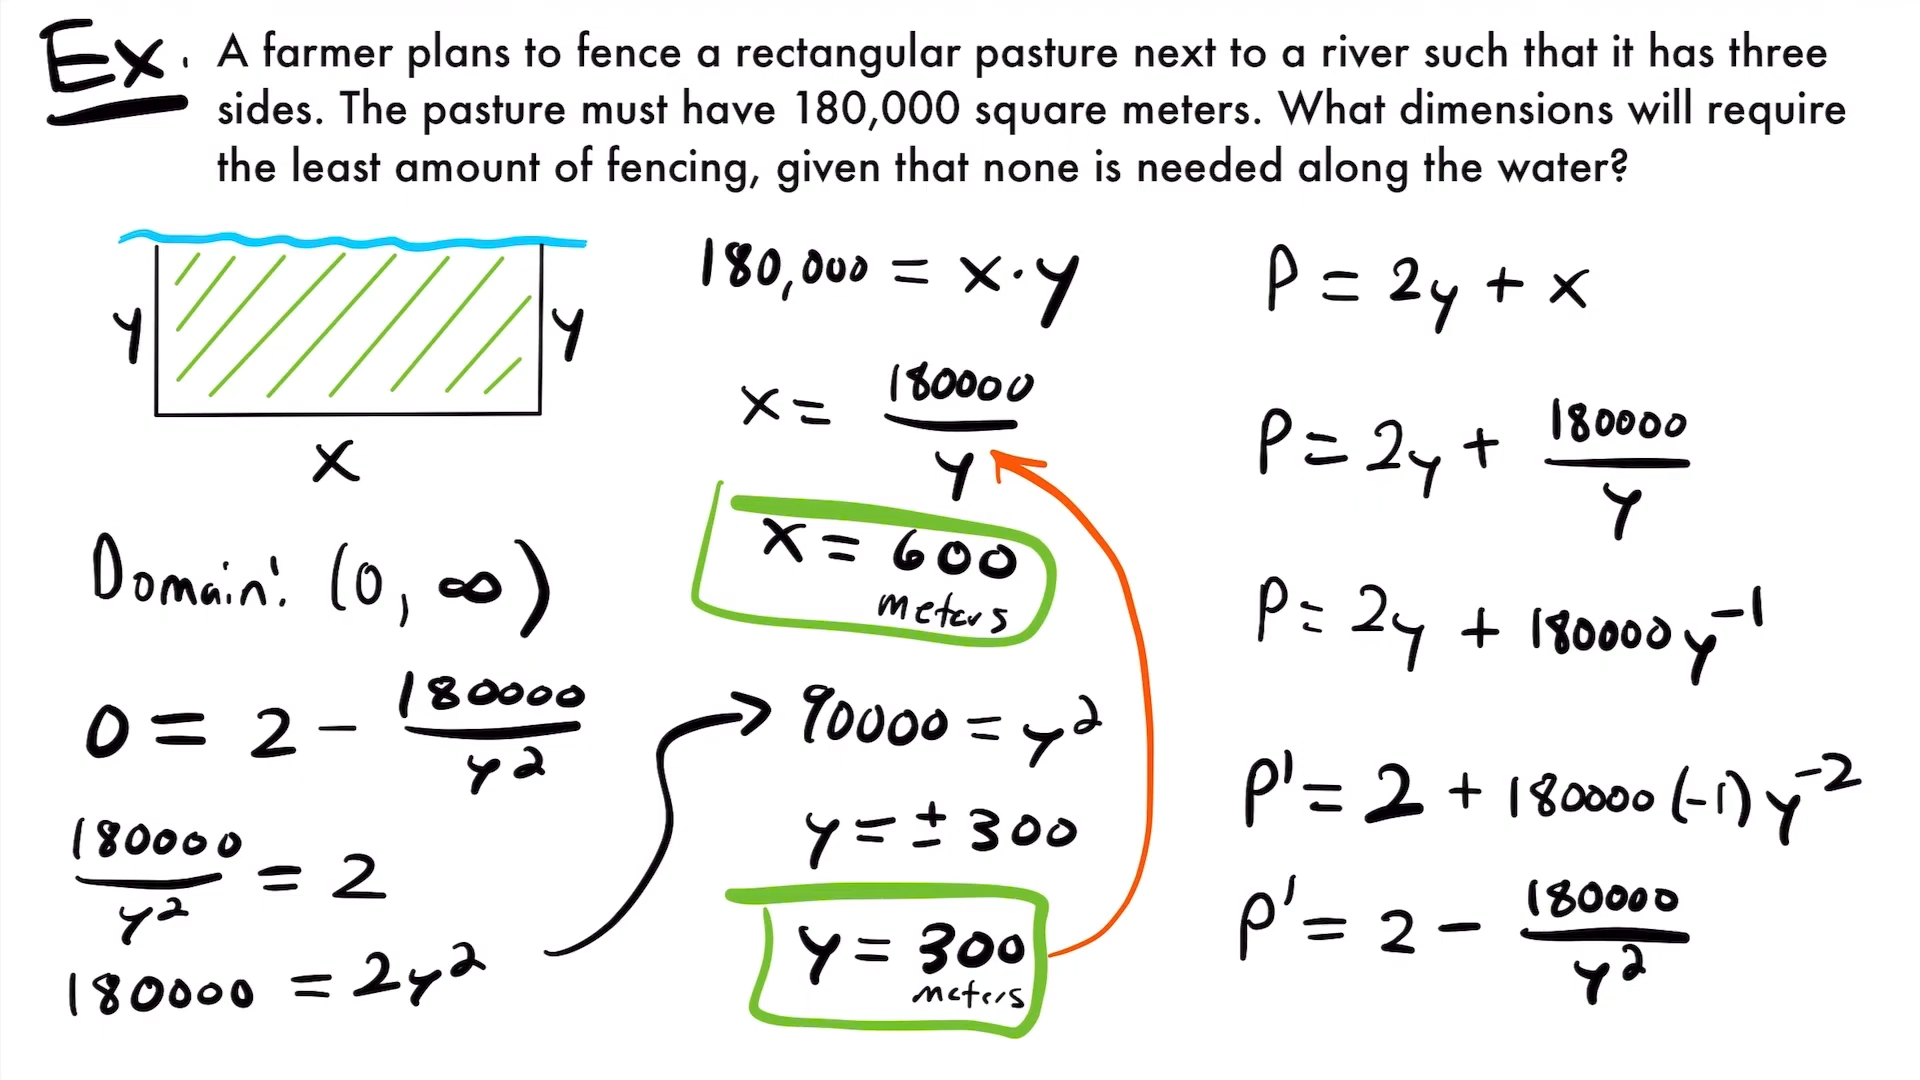 Ex. A farmer plans to fence a rectangular pasture next to a river such that it has three
sides. The pasture must have 180,000 square meters. What dimensions will require
the least amount of fencing, given that none is needed along the water?
y
y
x
Domain: (0, ∞)
0 = 2 - 180000/y²
180000/y² = 2
180000 = 2y²
180,000 = x·y
x = 180000/y
x = 600
meters
90000 = y²
y = ± 300
y = 300
meters
P = 2y + x
P = 2y + 180000/y
P = 2y + 180000y⁻¹
P' = 2 + 180000(-1)y⁻²
P' = 2 - 180000/y²